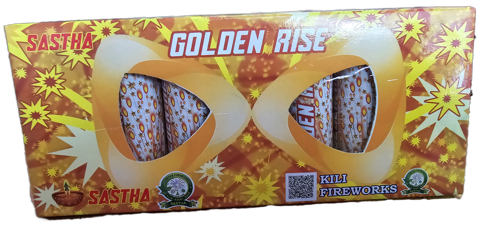 SASTHA
GOLDEN RISE
SASTHA
KILI
FIREWORKS